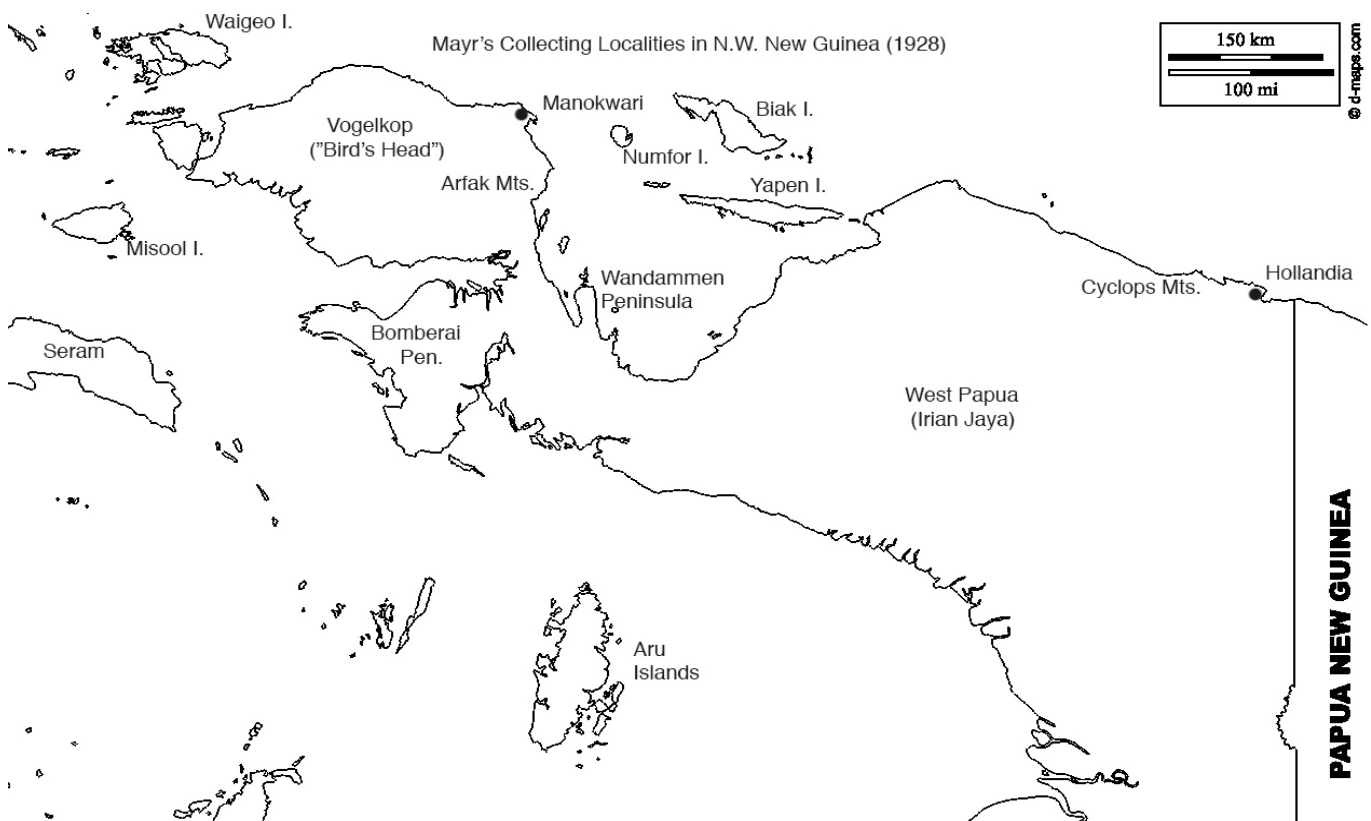 Waigeo I.
Mayr's Collecting Localities in N.W. New Guinea (1928)
150 km
100 mi
© d-maps.com
Manokwari
Biak I.
Vogelkop
("Bird's Head")
Numfor I.
Arfak Mts.
Yapen I.
Misool I.
Wandammen
Peninsula
Cyclops Mts.
Hollandia
Seram
Bomberai
Pen.
West Papua
(Irian Jaya)
Aru
Islands
PAPUA NEW GUINEA